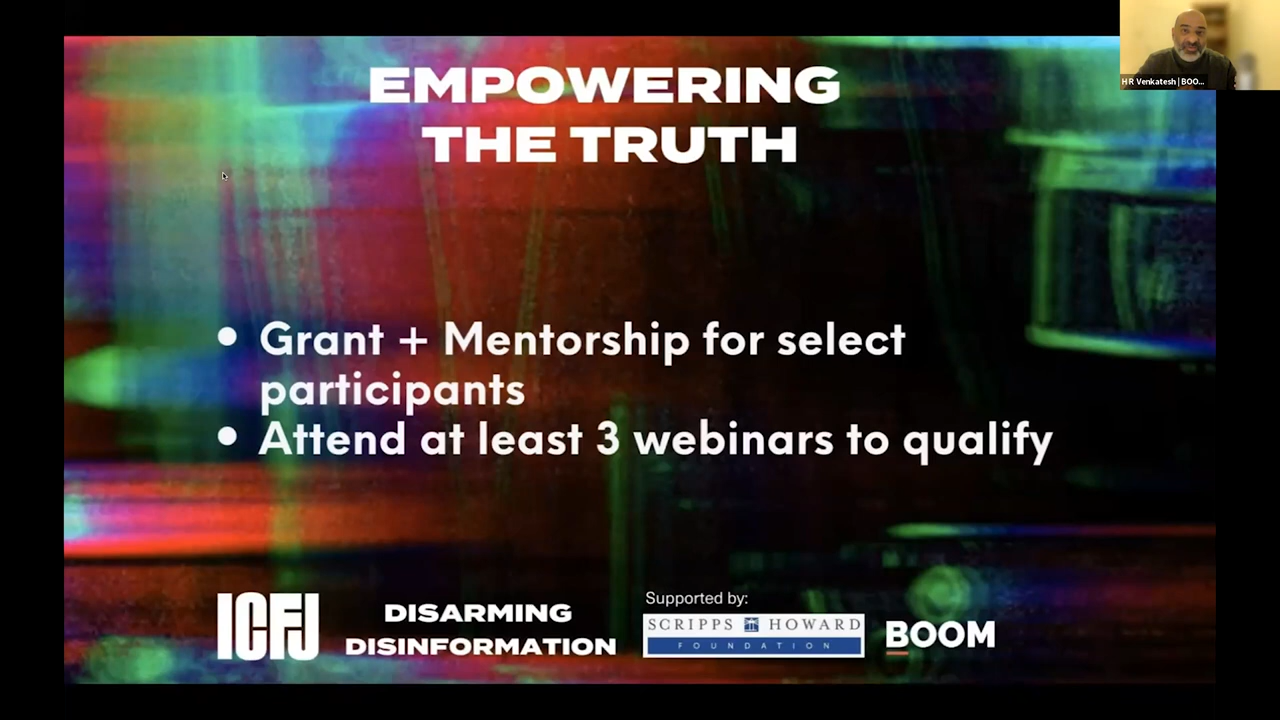 H R Venkatesh | BOO...
EMPOWERING
THE TRUTH
• Grant + Mentorship for select
participants
• Attend at least 3 webinars to qualify
ICFJ
DISARMING
DISINFORMATION
Supported by:
SCRIPPS HOWARD
FOUNDATION
BOOM